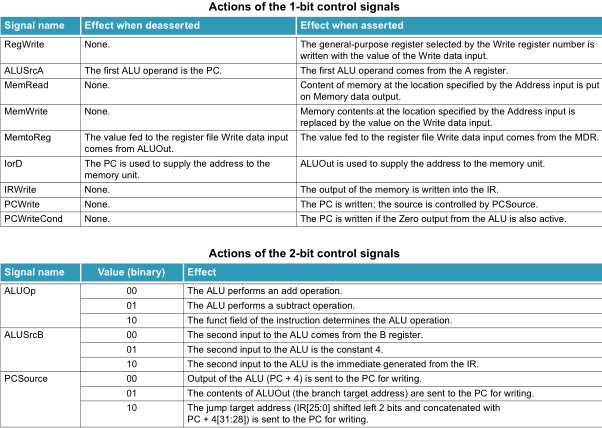 Actions of the 1-bit control signals
Signal name Effect when deasserted Effect when asserted
RegWrite None. The general-purpose register selected by the Write register number is
written with the value of the Write data input.
ALUSrcA The first ALU operand is the PC. The first ALU operand comes from the A register.
MemRead None. Content of memory at the location specified by the Address input is put
on Memory data output.
MemWrite None. Memory contents at the location specified by the Address input is
replaced by the value on the Write data input.
MemtoReg The value fed to the register file Write data input The value fed to the register file Write data input comes from the MDR.
comes from ALUOut.
IorD The PC is used to supply the address to the ALUOut is used to supply the address to the memory unit.
memory unit.
IRWrite None. The output of the memory is written into the IR.
PCWrite None. The PC is written; the source is controlled by PCSource.
PCWriteCond None. The PC is written if the Zero output from the ALU is also active.
Actions of the 2-bit control signals
Signal name Value (binary) Effect
ALUOp 00 The ALU performs an add operation.
01 The ALU performs a subtract operation.
10 The funct field of the instruction determines the ALU operation.
ALUSrcB 00 The second input to the ALU comes from the B register.
01 The second input to the ALU is the constant 4.
10 The second input to the ALU is the immediate generated from the IR.
PCSource 00 Output of the ALU (PC + 4) is sent to the PC for writing.
01 The contents of ALUOut (the branch target address) are sent to the PC for writing.
10 The jump target address (IR[25:0] shifted left 2 bits and concatenated with
PC + 4[31:28]) is sent to the PC for writing.